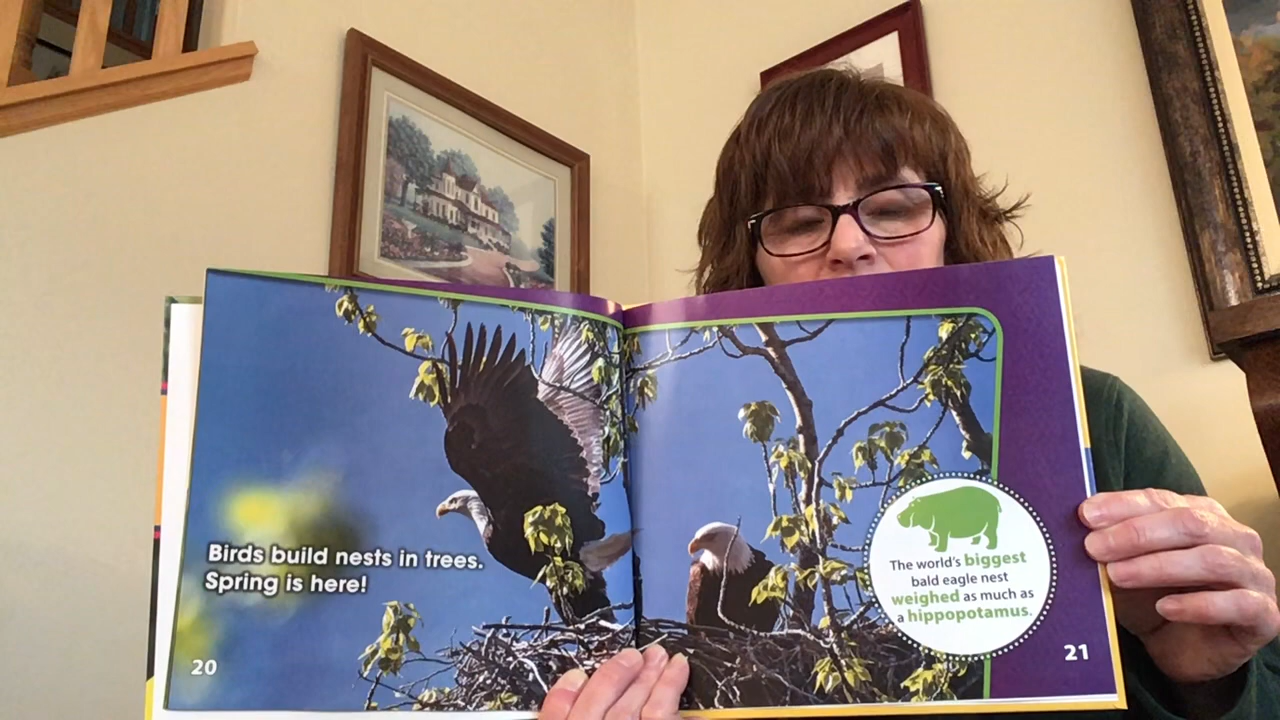 Birds build nests in trees.
Spring is here!
20
The world's biggest
bald eagle nest
weighed as much as
a hippopotamus.
21